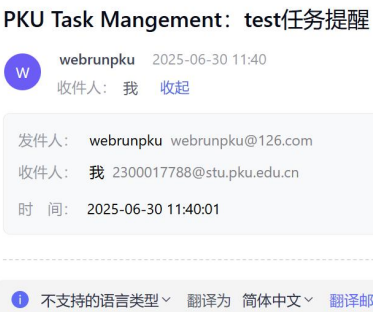 PKU Task Mangement：test任务提醒
W
webrunpku 2025-06-30 11:40
收件人： 我 收起
发件人： webrunpku webrunpku@126.com
收件人： 我 2300017788@stu.pku.edu.cn
时 间： 2025-06-30 11:40:01
不支持的语言类型 翻译为 简体中文 翻译邮